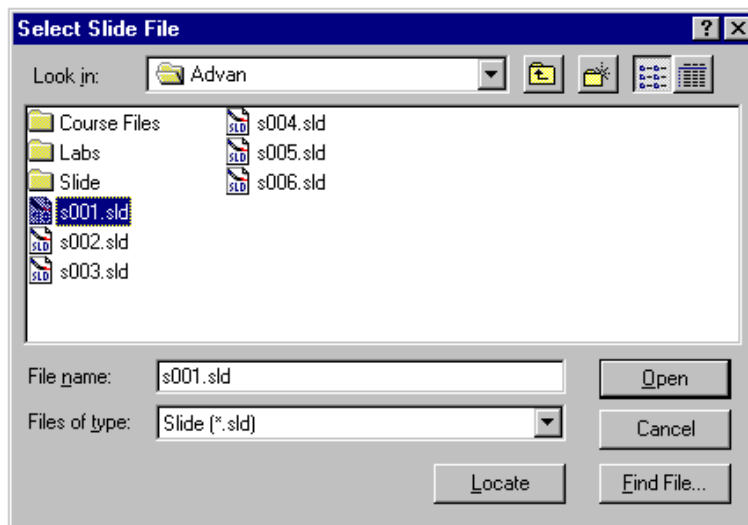 Select Slide File
Look in: Advan
Course Files
Labs
Slide
s001.sld
s002.sld
s003.sld
s004.sld
s005.sld
s006.sld
File name: s001.sld
Open
Files of type: Slide (*.sld)
Cancel
Locate
Find File...